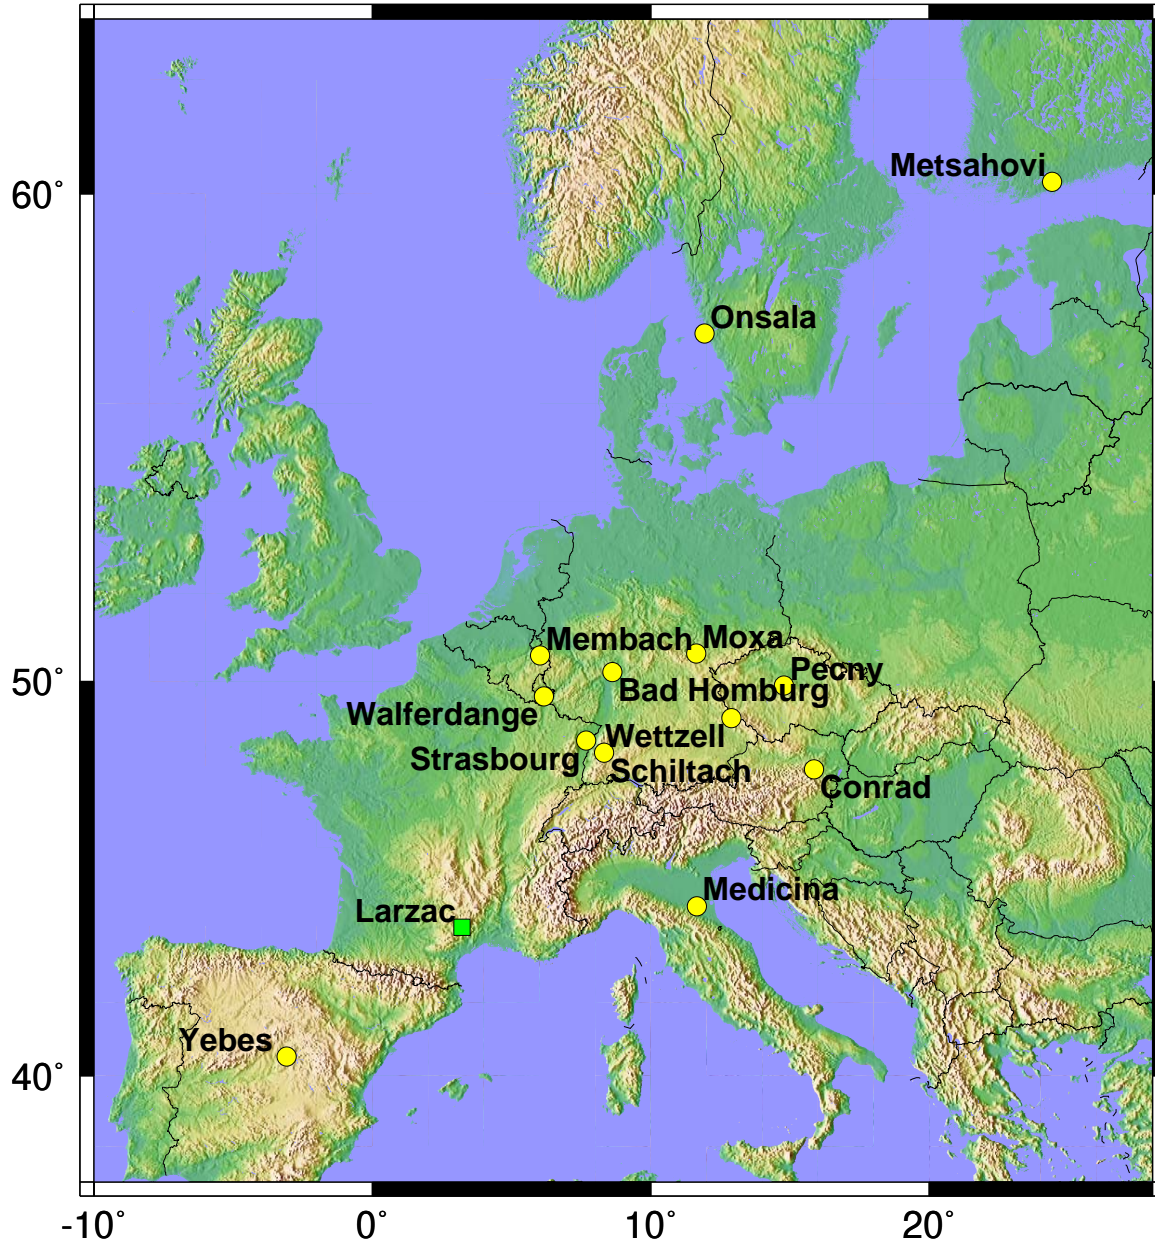 Metsahovi
60°
Onsala
Membach
Moxa
Pecny
50°
Bad Homburg
Walferdange
Wettzell
Strasbourg
Schiltach
Conrad
Medicina
Larzac
Yebes
40°
-10°
0°
10°
20°